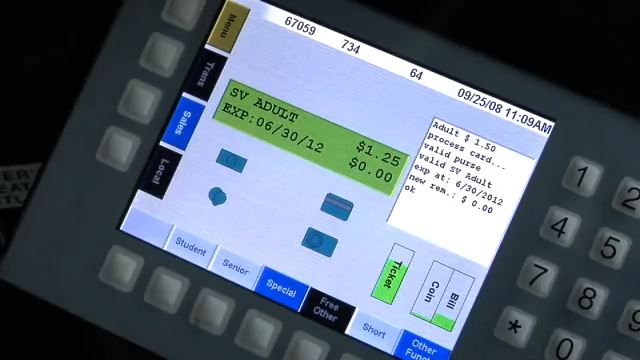 67059
734
64
09/25/08 11:09AM
Menu
Trans
Sales
Local
SV ADULT
EXP:06/30/12
$1.25
$0.00
Adult $ 1.50
process card...
valid purse
valid SV Adult
exp at: 6/30/2012
new rem.: $ 0.00
ok
Ticket
Coin
Bill
Student
Senior
Special
Free
Other
Short
Other
1
2
4
5
7
8
9
*
0